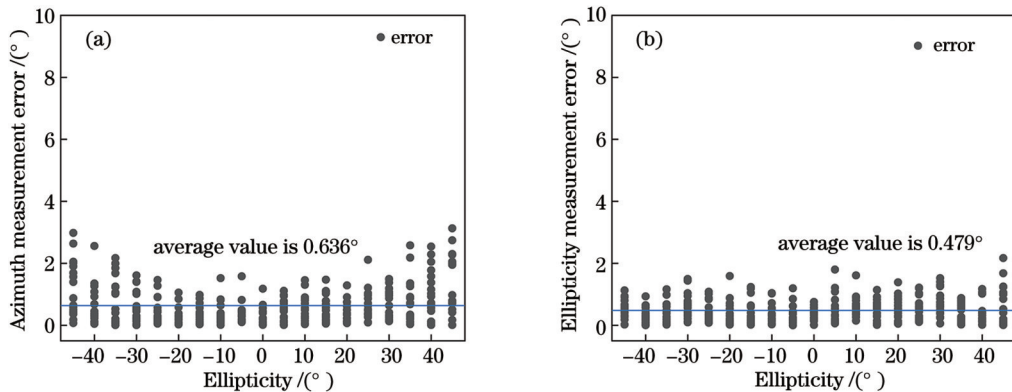 (a)
error
average value is 0.636°
Azimuth measurement error /(°)
10
8
6
4
2
0
−40 −30 −20 −10 0 10 20 30 40
Ellipticity /(°)
(b)
error
average value is 0.479°
Ellipticity measurement error /(°)
10
8
6
4
2
0
−40 −30 −20 −10 0 10 20 30 40
Ellipticity /(°)